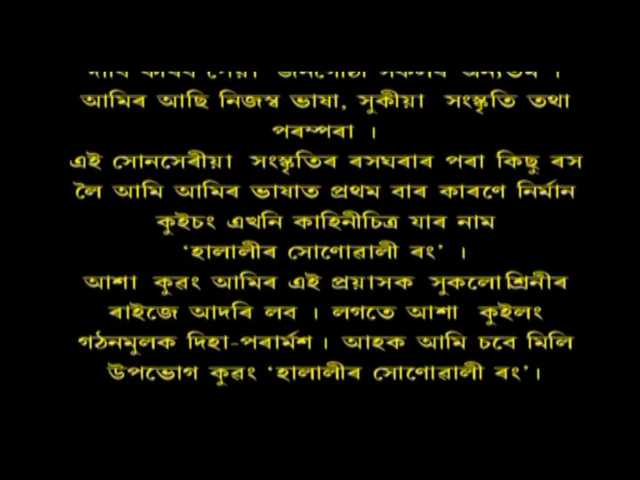 আমিৰ আছি নিজস্ব ভাষা, সুকীয়া সংস্কৃতি তথা
পৰম্পৰা ।
এই সোনসেৰীয়া সংস্কৃতিৰ ৰসঘৰাৰ পৰা কিছু ৰস
লৈ আমি আমিৰ ভাষাত প্ৰথম বাৰ কাৰণে নিৰ্মান
কুইচং এখনি কাহিনীচিত্ৰ যাৰ নাম
‘হালালীৰ সোণোৱালী ৰং’ ।
আশা কুৱং আমিৰ এই প্ৰয়াসক সুকলোশ্ৰিনীৰ
ৰাইজে আদৰি লব । লগতে আশা কুইলং
গঠনমুলক দিহা-পৰাৰ্মশ । আহক আমি চবে মিলি
উপভোগ কুৱং ‘হালালীৰ সোণোৱালী ৰং’।